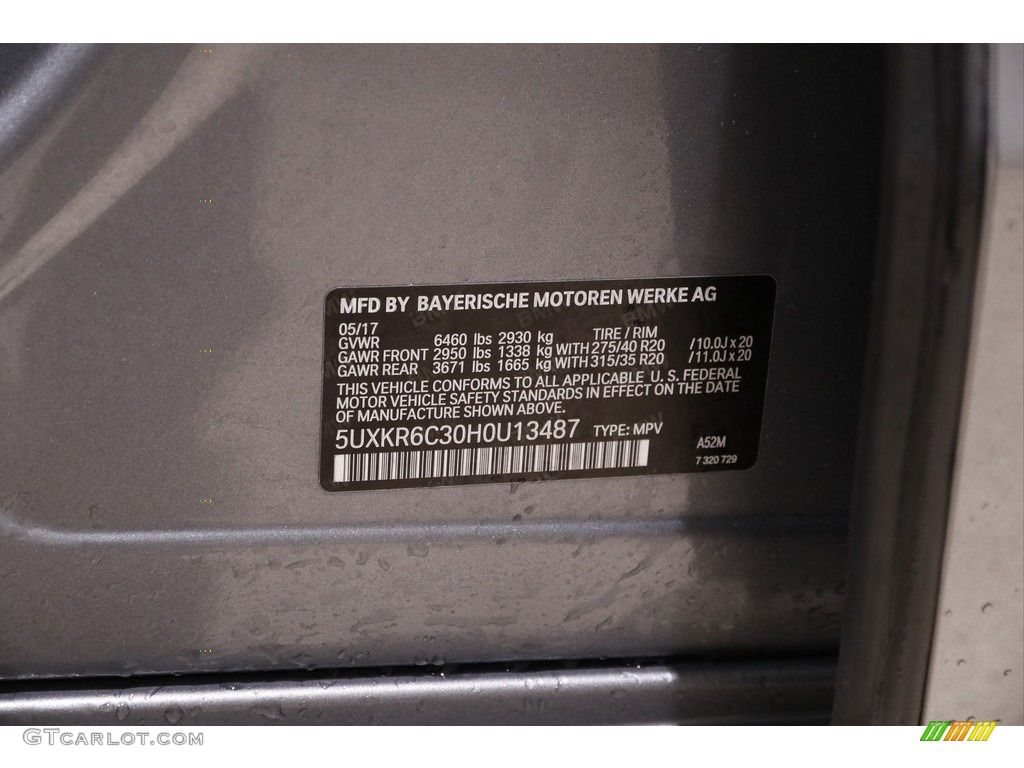 MFD BY BAYERISCHE MOTOREN WERKE AG
05/17
GVWR 6460 lbs 2930 kg TIRE / RIM
GAWR FRONT 2950 lbs 1338 kg WITH 275/40 R20 /10.0J x 20
GAWR REAR 3671 lbs 1665 kg WITH 315/35 R20 /11.0J x 20
THIS VEHICLE CONFORMS TO ALL APPLICABLE U.S. FEDERAL
MOTOR VEHICLE SAFETY STANDARDS IN EFFECT ON THE DATE
OF MANUFACTURE SHOWN ABOVE.
5UXKR6C30H0U13487 TYPE: MPV
A52M
7 320 729
GTCarlot.com